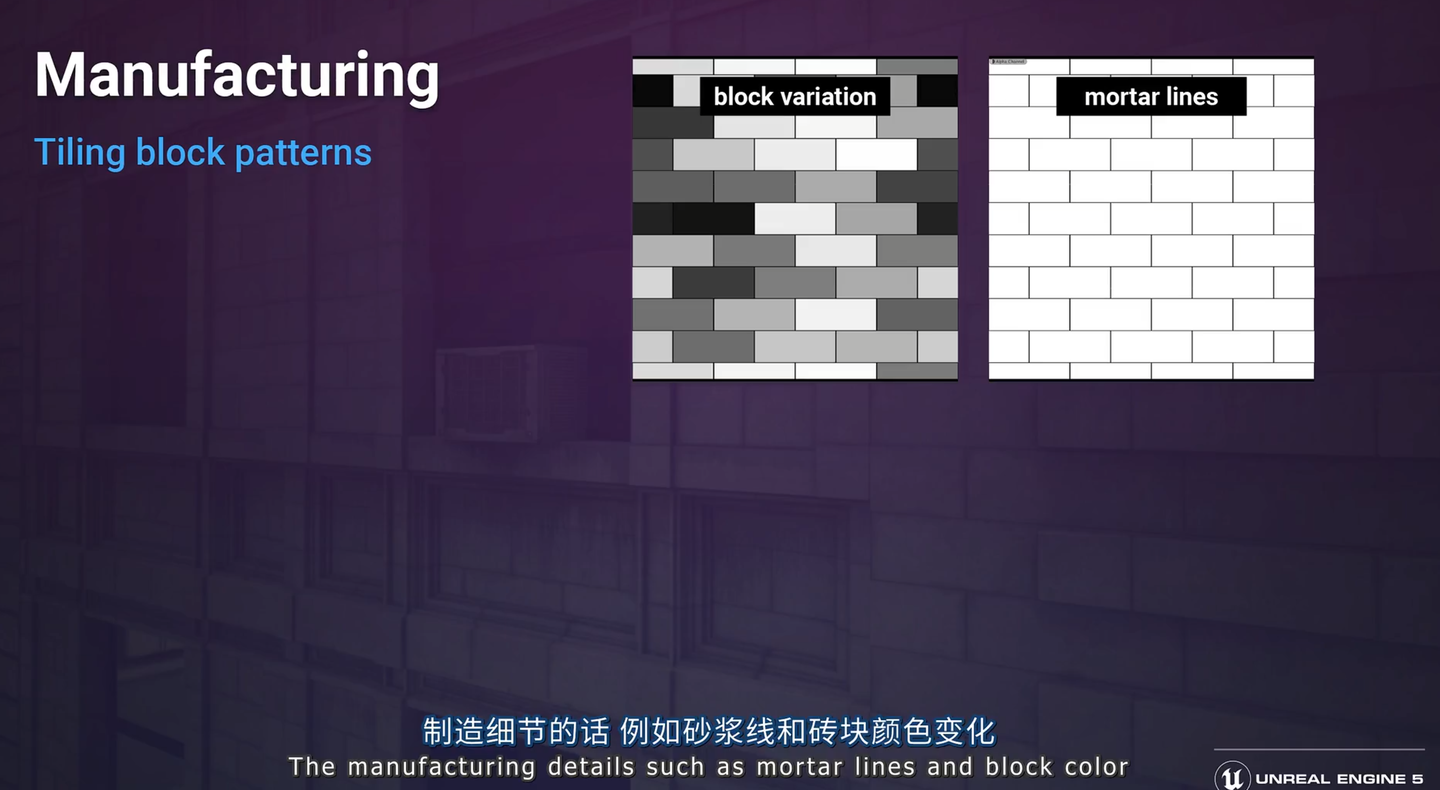 Manufacturing
Tiling block patterns
block variation
mortar lines
Alpha Channel
制造细节的话 例如砂浆线和砖块颜色变化
The manufacturing details such as mortar lines and block color
UNREAL ENGINE 5